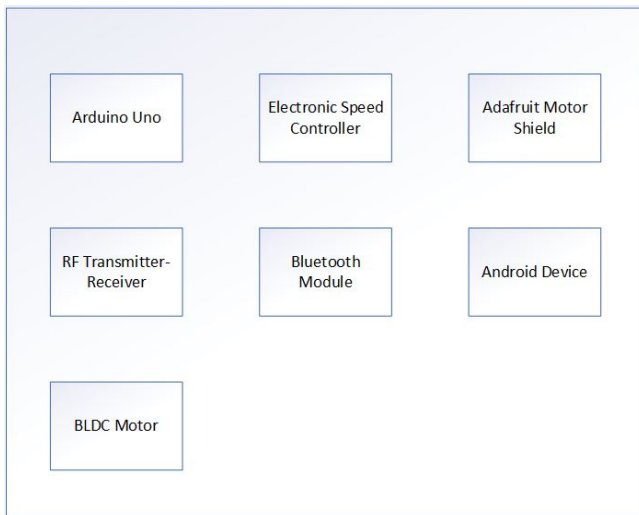 Arduino Uno
Electronic Speed
Controller
Adafruit Motor
Shield
RF Transmitter-
Receiver
Bluetooth
Module
Android Device
BLDC Motor